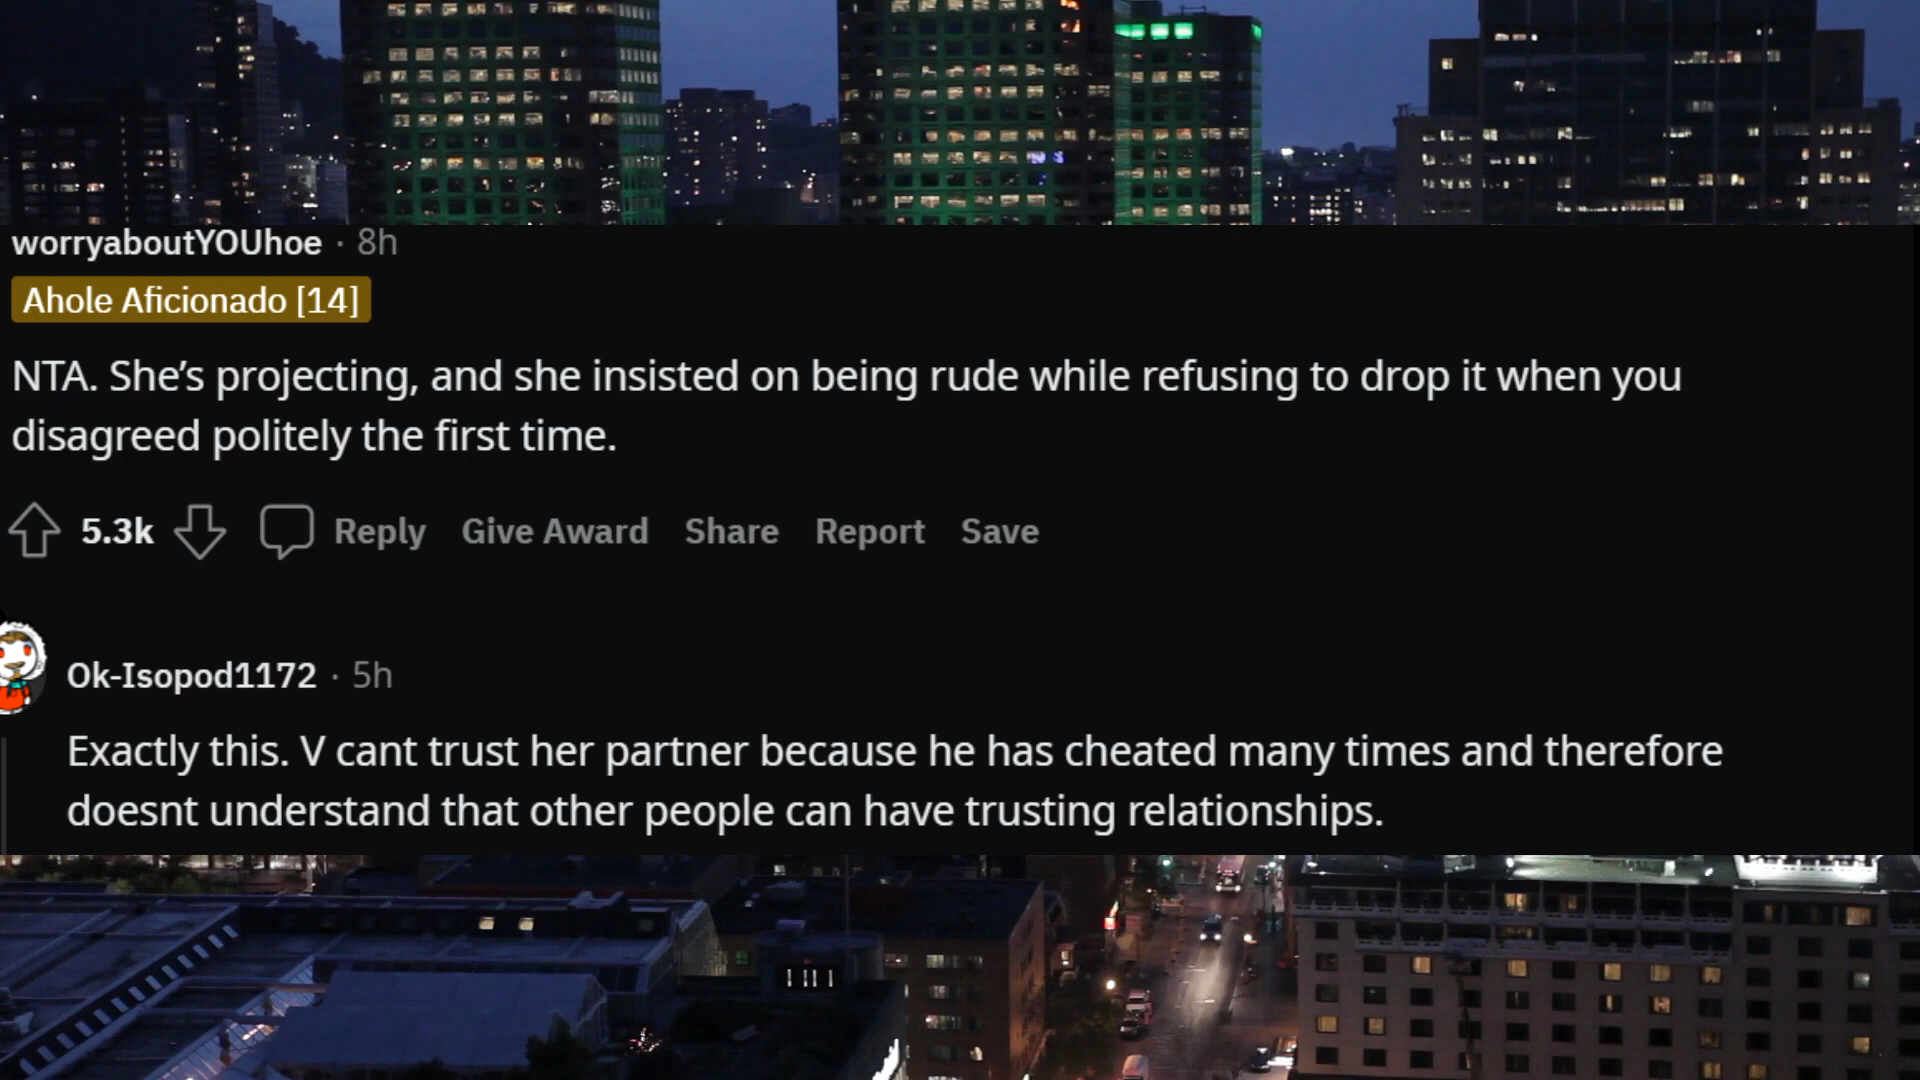 worryaboutYOUhoe · 8h
Ahole Aficionado [14]
NTA. She’s projecting, and she insisted on being rude while refusing to drop it when you
disagreed politely the first time.
5.3k Reply Give Award Share Report Save
Ok-Isopod1172 · 5h
Exactly this. V cant trust her partner because he has cheated many times and therefore
doesnt understand that other people can have trusting relationships.